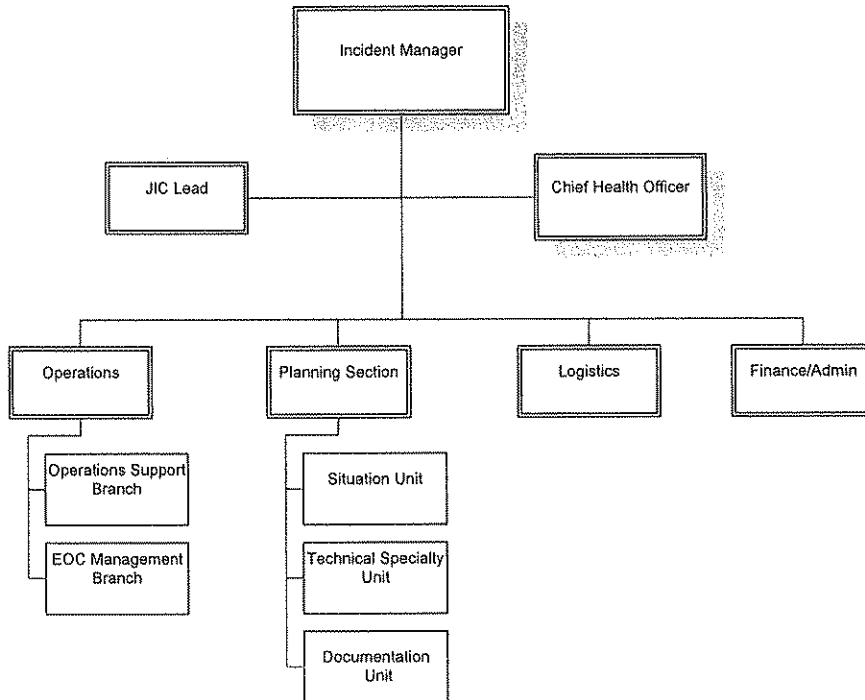 Incident Manager
JIC Lead
Chief Health Officer
Operations
Planning Section
Logistics
Finance/Admin
Operations Support
Branch
Situation Unit
EOC Management
Branch
Technical Specialty
Unit
Documentation
Unit